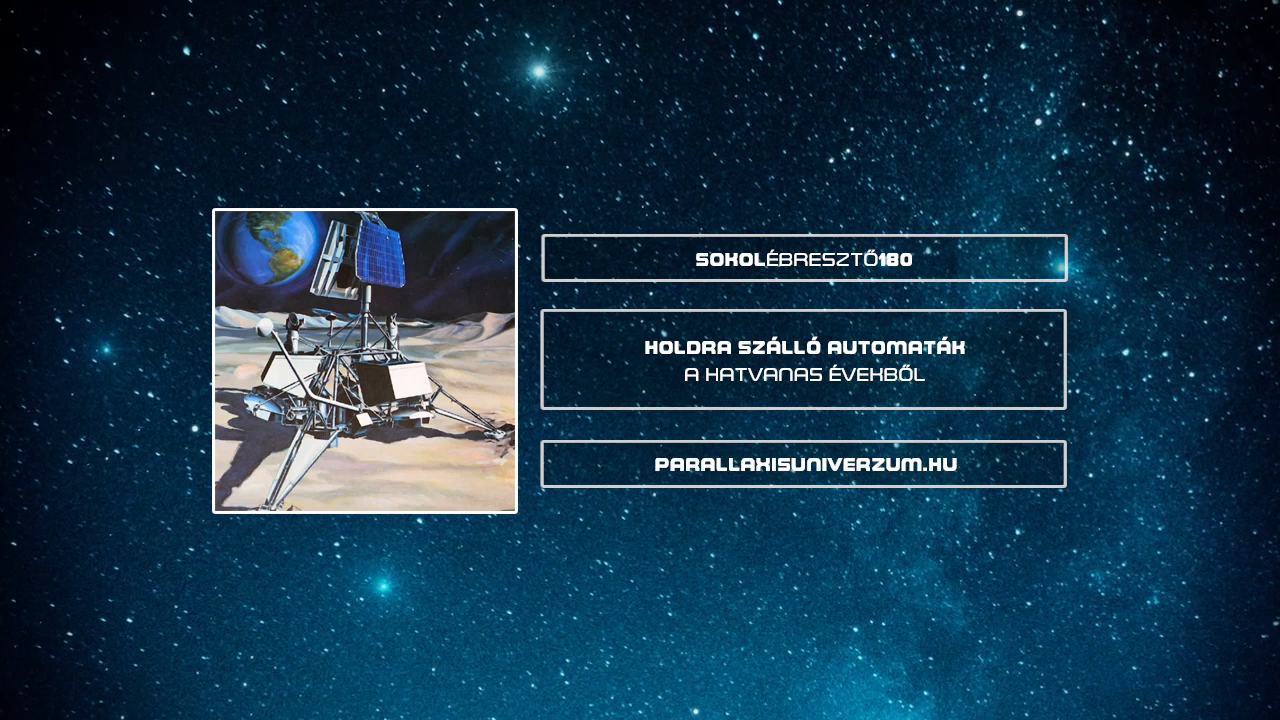 SOKOLÉBRESZTŐ180
HOLDRA SZÁLLÓ AUTOMATÁK
A HATVANAS ÉVEKBŐL
PARALLAXISUNIVERZUM.HU